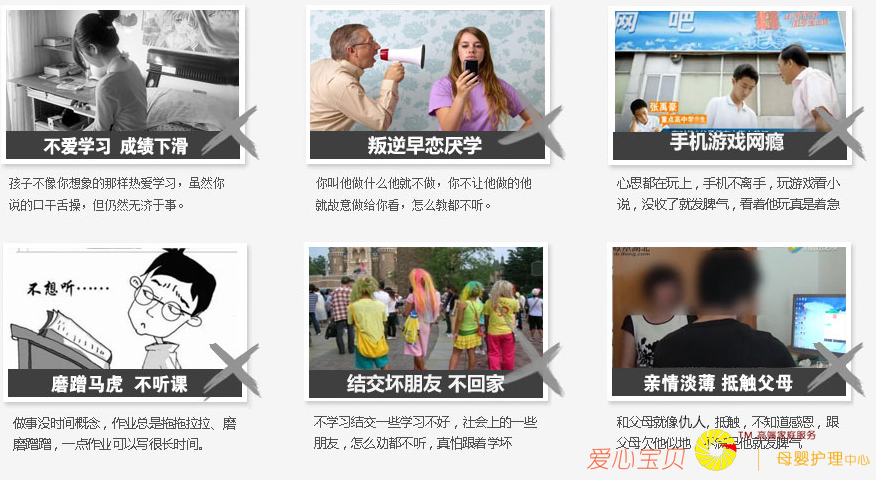 不爱学习 成绩下滑
孩子不像你想象的那样热爱学习，虽然你
说的口干舌操，但仍然无济于事。
叛逆早恋厌学
你叫他做什么他就不做，你不让他做的他
就故意做给你看，怎么教都不听。
网 吧
张禹豪
重点高中学生
手机游戏网瘾
心思都在玩上，手机不离手，玩游戏看小
说，没收了就发脾气，看着他玩真是着急
不想听……
磨蹭马虎 不听课
做事没时间概念，作业总是拖拖拉拉、磨
磨蹭蹭，一点作业可以写很长时间。
结交坏朋友 不回家
不学习结交一些学习不好，社会上的一些
朋友，怎么劝都不听，真怕跟着学坏
亲情淡薄 抵触父母
和父母就像仇人，抵触，不知道感恩，跟
父母欠他似地，不满足他就发脾气
爱心宝贝
TM 高端家庭服务
母婴护理中心